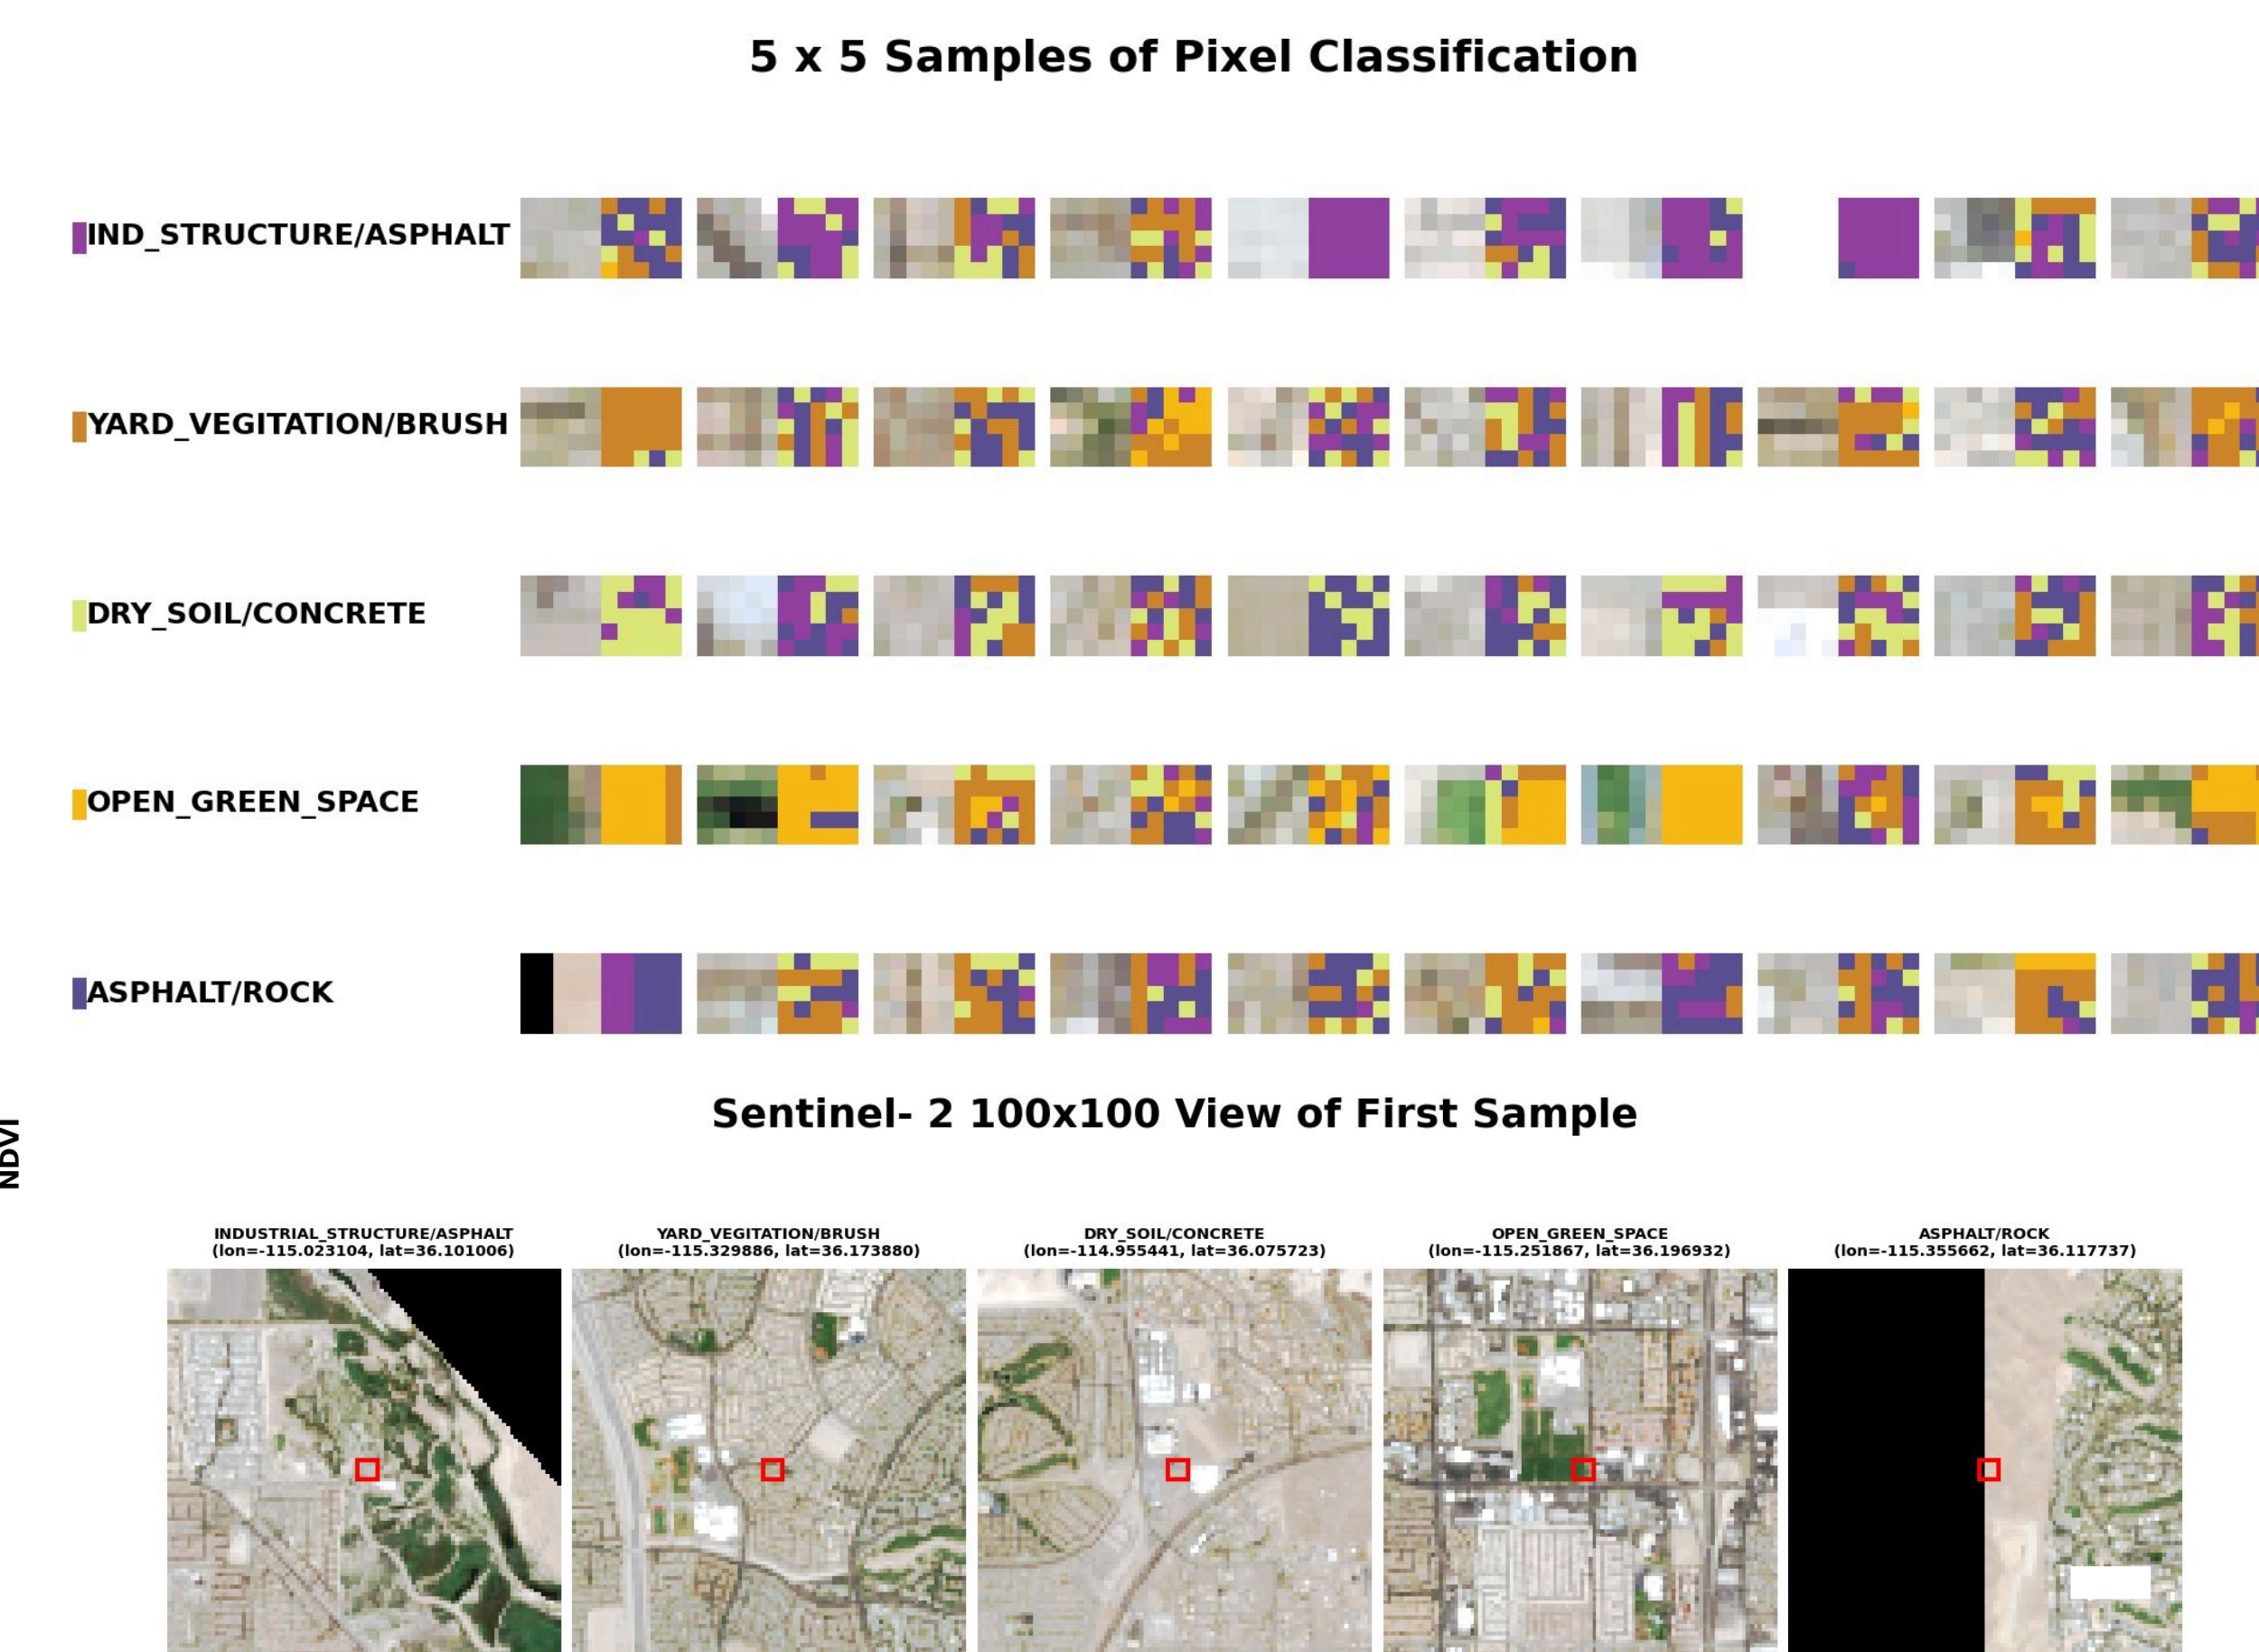 5 x 5 Samples of Pixel Classification
IND_STRUCTURE/ASPHALT
YARD_VEGITATION/BRUSH
DRY_SOIL/CONCRETE
OPEN_GREEN_SPACE
ASPHALT/ROCK
NDVI
Sentinel- 2 100x100 View of First Sample
INDUSTRIAL_STRUCTURE/ASPHALT
(lon=-115.023104, lat=36.101006)
YARD_VEGITATION/BRUSH
(lon=-115.329886, lat=36.173880)
DRY_SOIL/CONCRETE
(lon=-114.955441, lat=36.075723)
OPEN_GREEN_SPACE
(lon=-115.251867, lat=36.196932)
ASPHALT/ROCK
(lon=-115.355662, lat=36.117737)